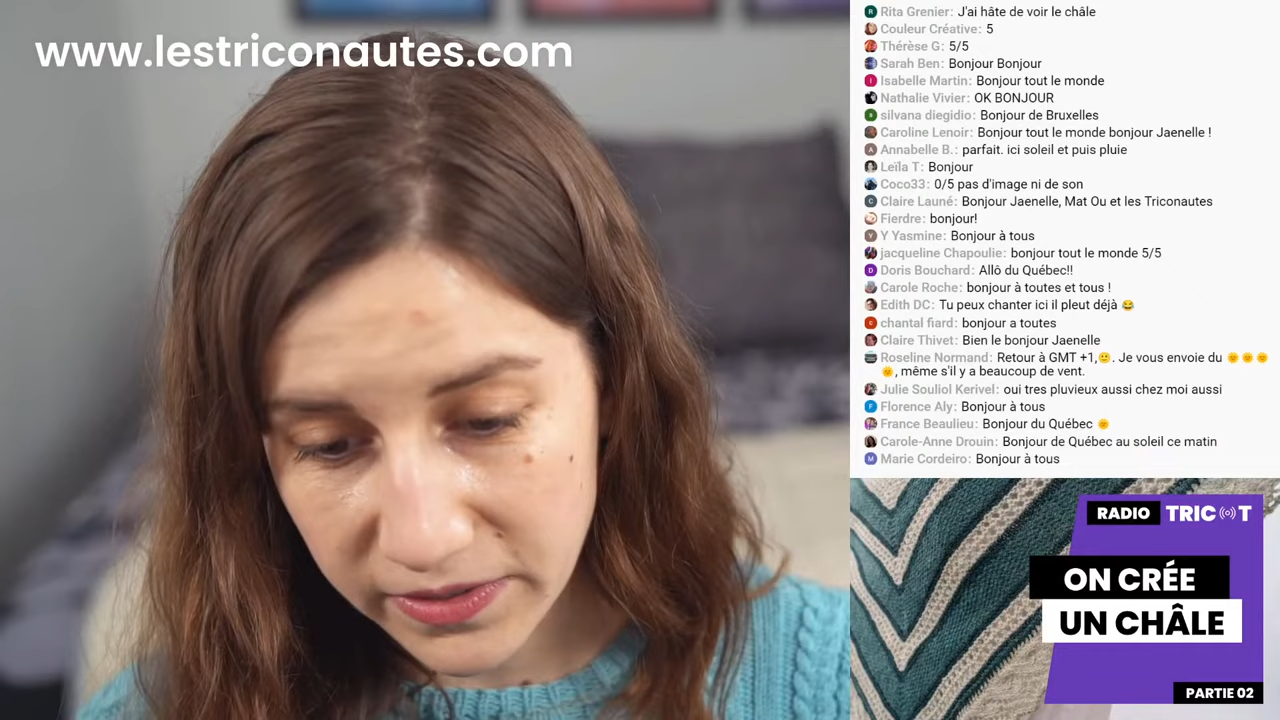 www.lestriconautes.com
Rita Grenier: J'ai hâte de voir le châle
Couleur Créative: 5
Thérèse G: 5/5
Sarah Ben: Bonjour Bonjour
Isabelle Martin: Bonjour tout le monde
Nathalie Vivier: OK BONJOUR
silvana diegidio: Bonjour de Bruxelles
Caroline Lenoir: Bonjour tout le monde bonjour Jaenelle !
Annabelle B.: parfait. ici soleil et puis pluie
Leïla T: Bonjour
Coco33: 0/5 pas d'image ni de son
Claire Launé: Bonjour Jaenelle, Mat Ou et les Triconautes
Fierdre: bonjour!
Y Yasmine: Bonjour à tous
jacqueline Chapoulie: bonjour tout le monde 5/5
Doris Bouchard: Allô du Québec!!
Carole Roche: bonjour à toutes et tous !
Edith DC: Tu peux chanter ici il pleut déjà 😂
chantal fiard: bonjour a toutes
Claire Thivet: Bien le bonjour Jaenelle
Roseline Normand: Retour à GMT +1,🙂. Je vous envoie du 🌞🌞🌞
🌞, même s'il y a beaucoup de vent.
Julie Souliol Kerivel: oui tres pluvieux aussi chez moi aussi
Florence Aly: Bonjour à tous
France Beaulieu: Bonjour du Québec 🌞
Carole-Anne Drouin: Bonjour de Québec au soleil ce matin
Marie Cordeiro: Bonjour à tous
RADIO TRICOT
ON CRÉE
UN CHÂLE
PARTIE 02